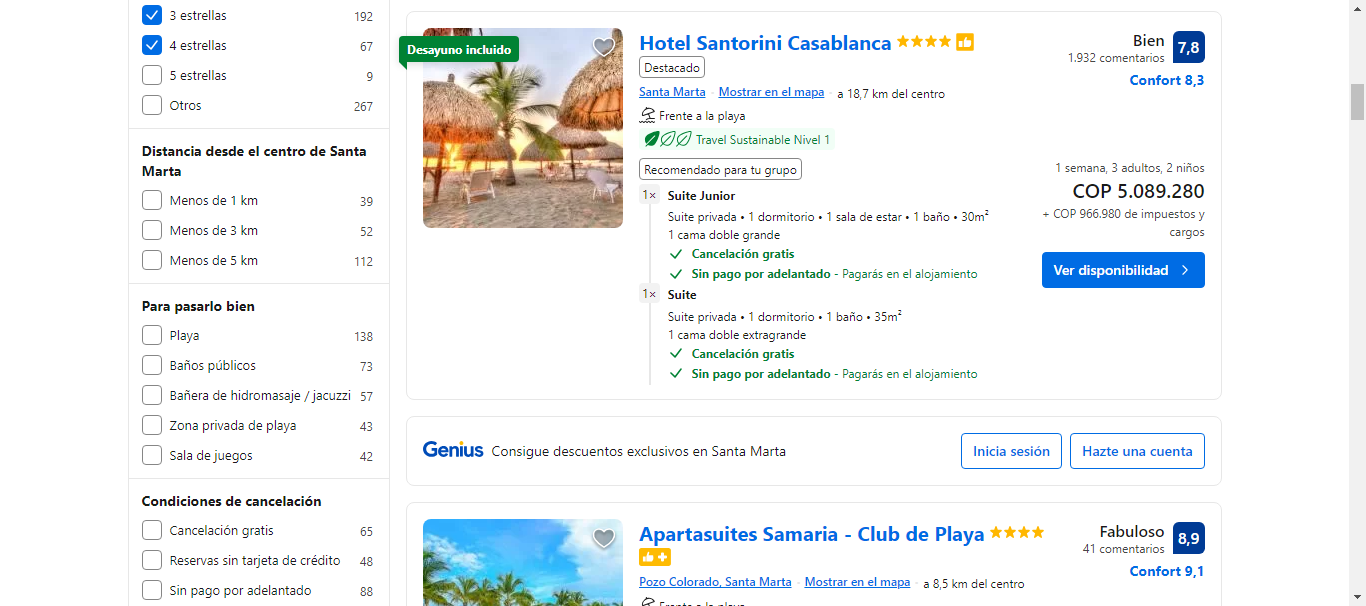 3 estrellas 192
4 estrellas 67
5 estrellas 9
Otros 267
Distancia desde el centro de Santa
Marta
Menos de 1 km 39
Menos de 3 km 52
Menos de 5 km 112
Para pasarlo bien
Playa 138
Baños públicos 73
Bañera de hidromasaje / jacuzzi 57
Zona privada de playa 43
Sala de juegos 42
Condiciones de cancelación
Cancelación gratis 65
Reservas sin tarjeta de crédito 48
Sin pago por adelantado 88
Desayuno incluido
Hotel Santorini Casablanca
Destacado
Santa Marta · Mostrar en el mapa · a 18,7 km del centro
Frente a la playa
Travel Sustainable Nivel 1
Recomendado para tu grupo
1× Suite Junior
Suite privada • 1 dormitorio • 1 sala de estar • 1 baño • 30m²
1 cama doble grande
Cancelación gratis
Sin pago por adelantado - Pagarás en el alojamiento
1× Suite
Suite privada • 1 dormitorio • 1 baño • 35m²
1 cama doble extragrande
Cancelación gratis
Sin pago por adelantado - Pagarás en el alojamiento
Bien 7,8
1.932 comentarios
Confort 8,3
1 semana, 3 adultos, 2 niños
COP 5.089.280
+ COP 966.980 de impuestos y
cargos
Ver disponibilidad
Genius Consigue descuentos exclusivos en Santa Marta
Inicia sesión
Hazte una cuenta
Apartasuites Samaria - Club de Playa
Pozo Colorado, Santa Marta · Mostrar en el mapa · a 8,5 km del centro
Frente a la playa
Fabuloso 8,9
41 comentarios
Confort 9,1